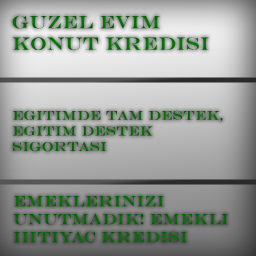 GUZEL EVIM
KONUT KREDISI
EGITIMDE TAM DESTEK,
EGITIM DESTEK
SIGORTASI
EMEKLERINIZI
UNUTMADIK! EMEKLI
IHTIYAC KREDISI